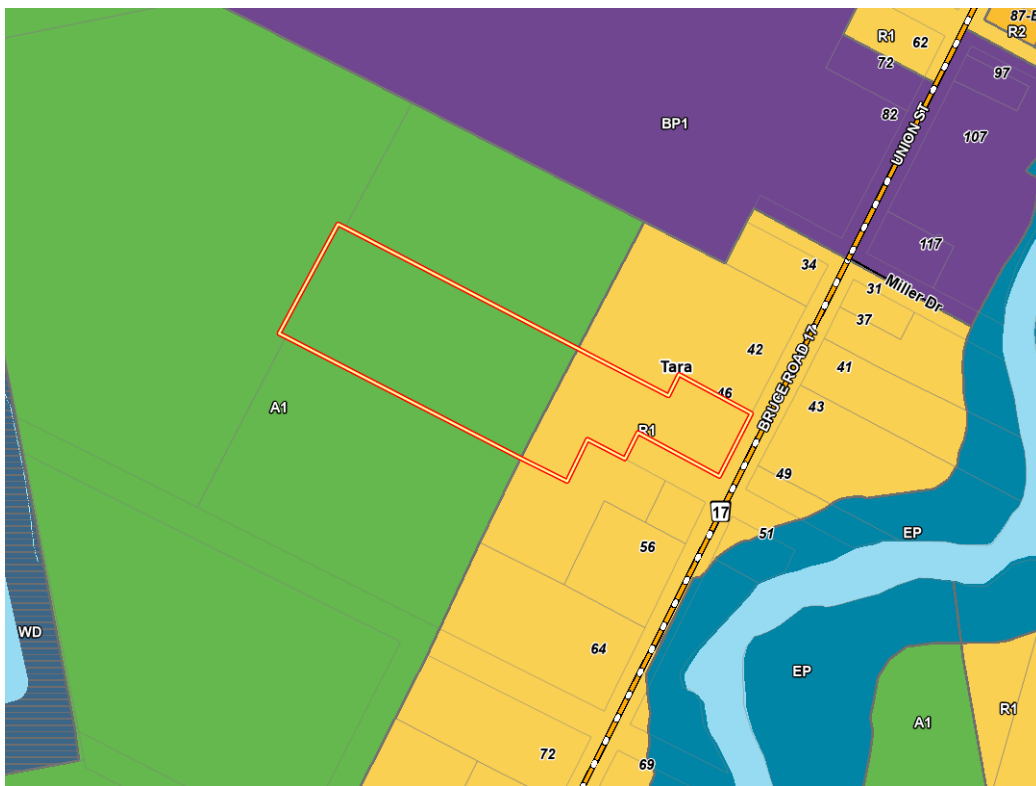 87-B
R1
62
R2
72
97
82
BP1
UNION ST
107
117
34
Miller Dr
31
37
42
BRUCE ROAD 17
Tara
41
46
43
A1
R1
49
17
51
EP
56
WD
64
EP
R1
A1
72
69